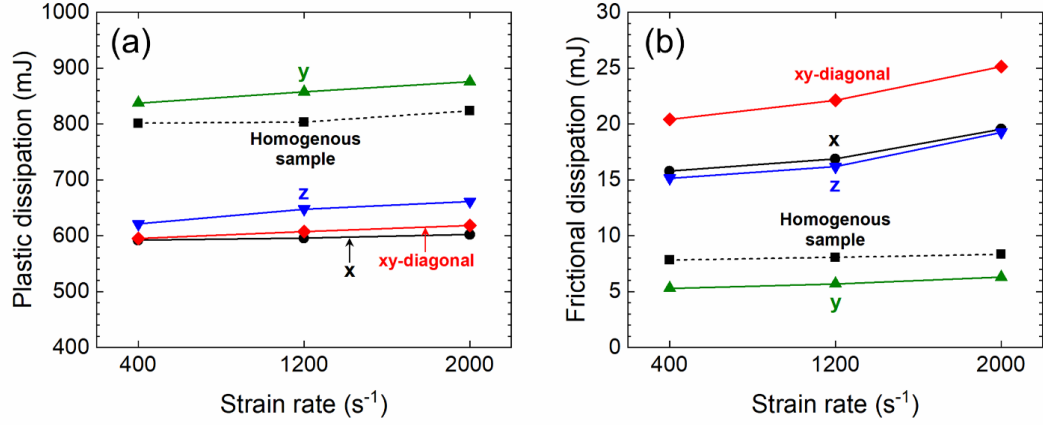 (a)
Plastic dissipation (mJ)
1000
900
800
700
600
500
400
y
Homogenous
sample
z
x
xy-diagonal
400
1200
2000
Strain rate (s⁻¹)
(b)
Frictional dissipation (mJ)
30
25
20
15
10
5
0
xy-diagonal
x
z
Homogenous
sample
y
400
1200
2000
Strain rate (s⁻¹)